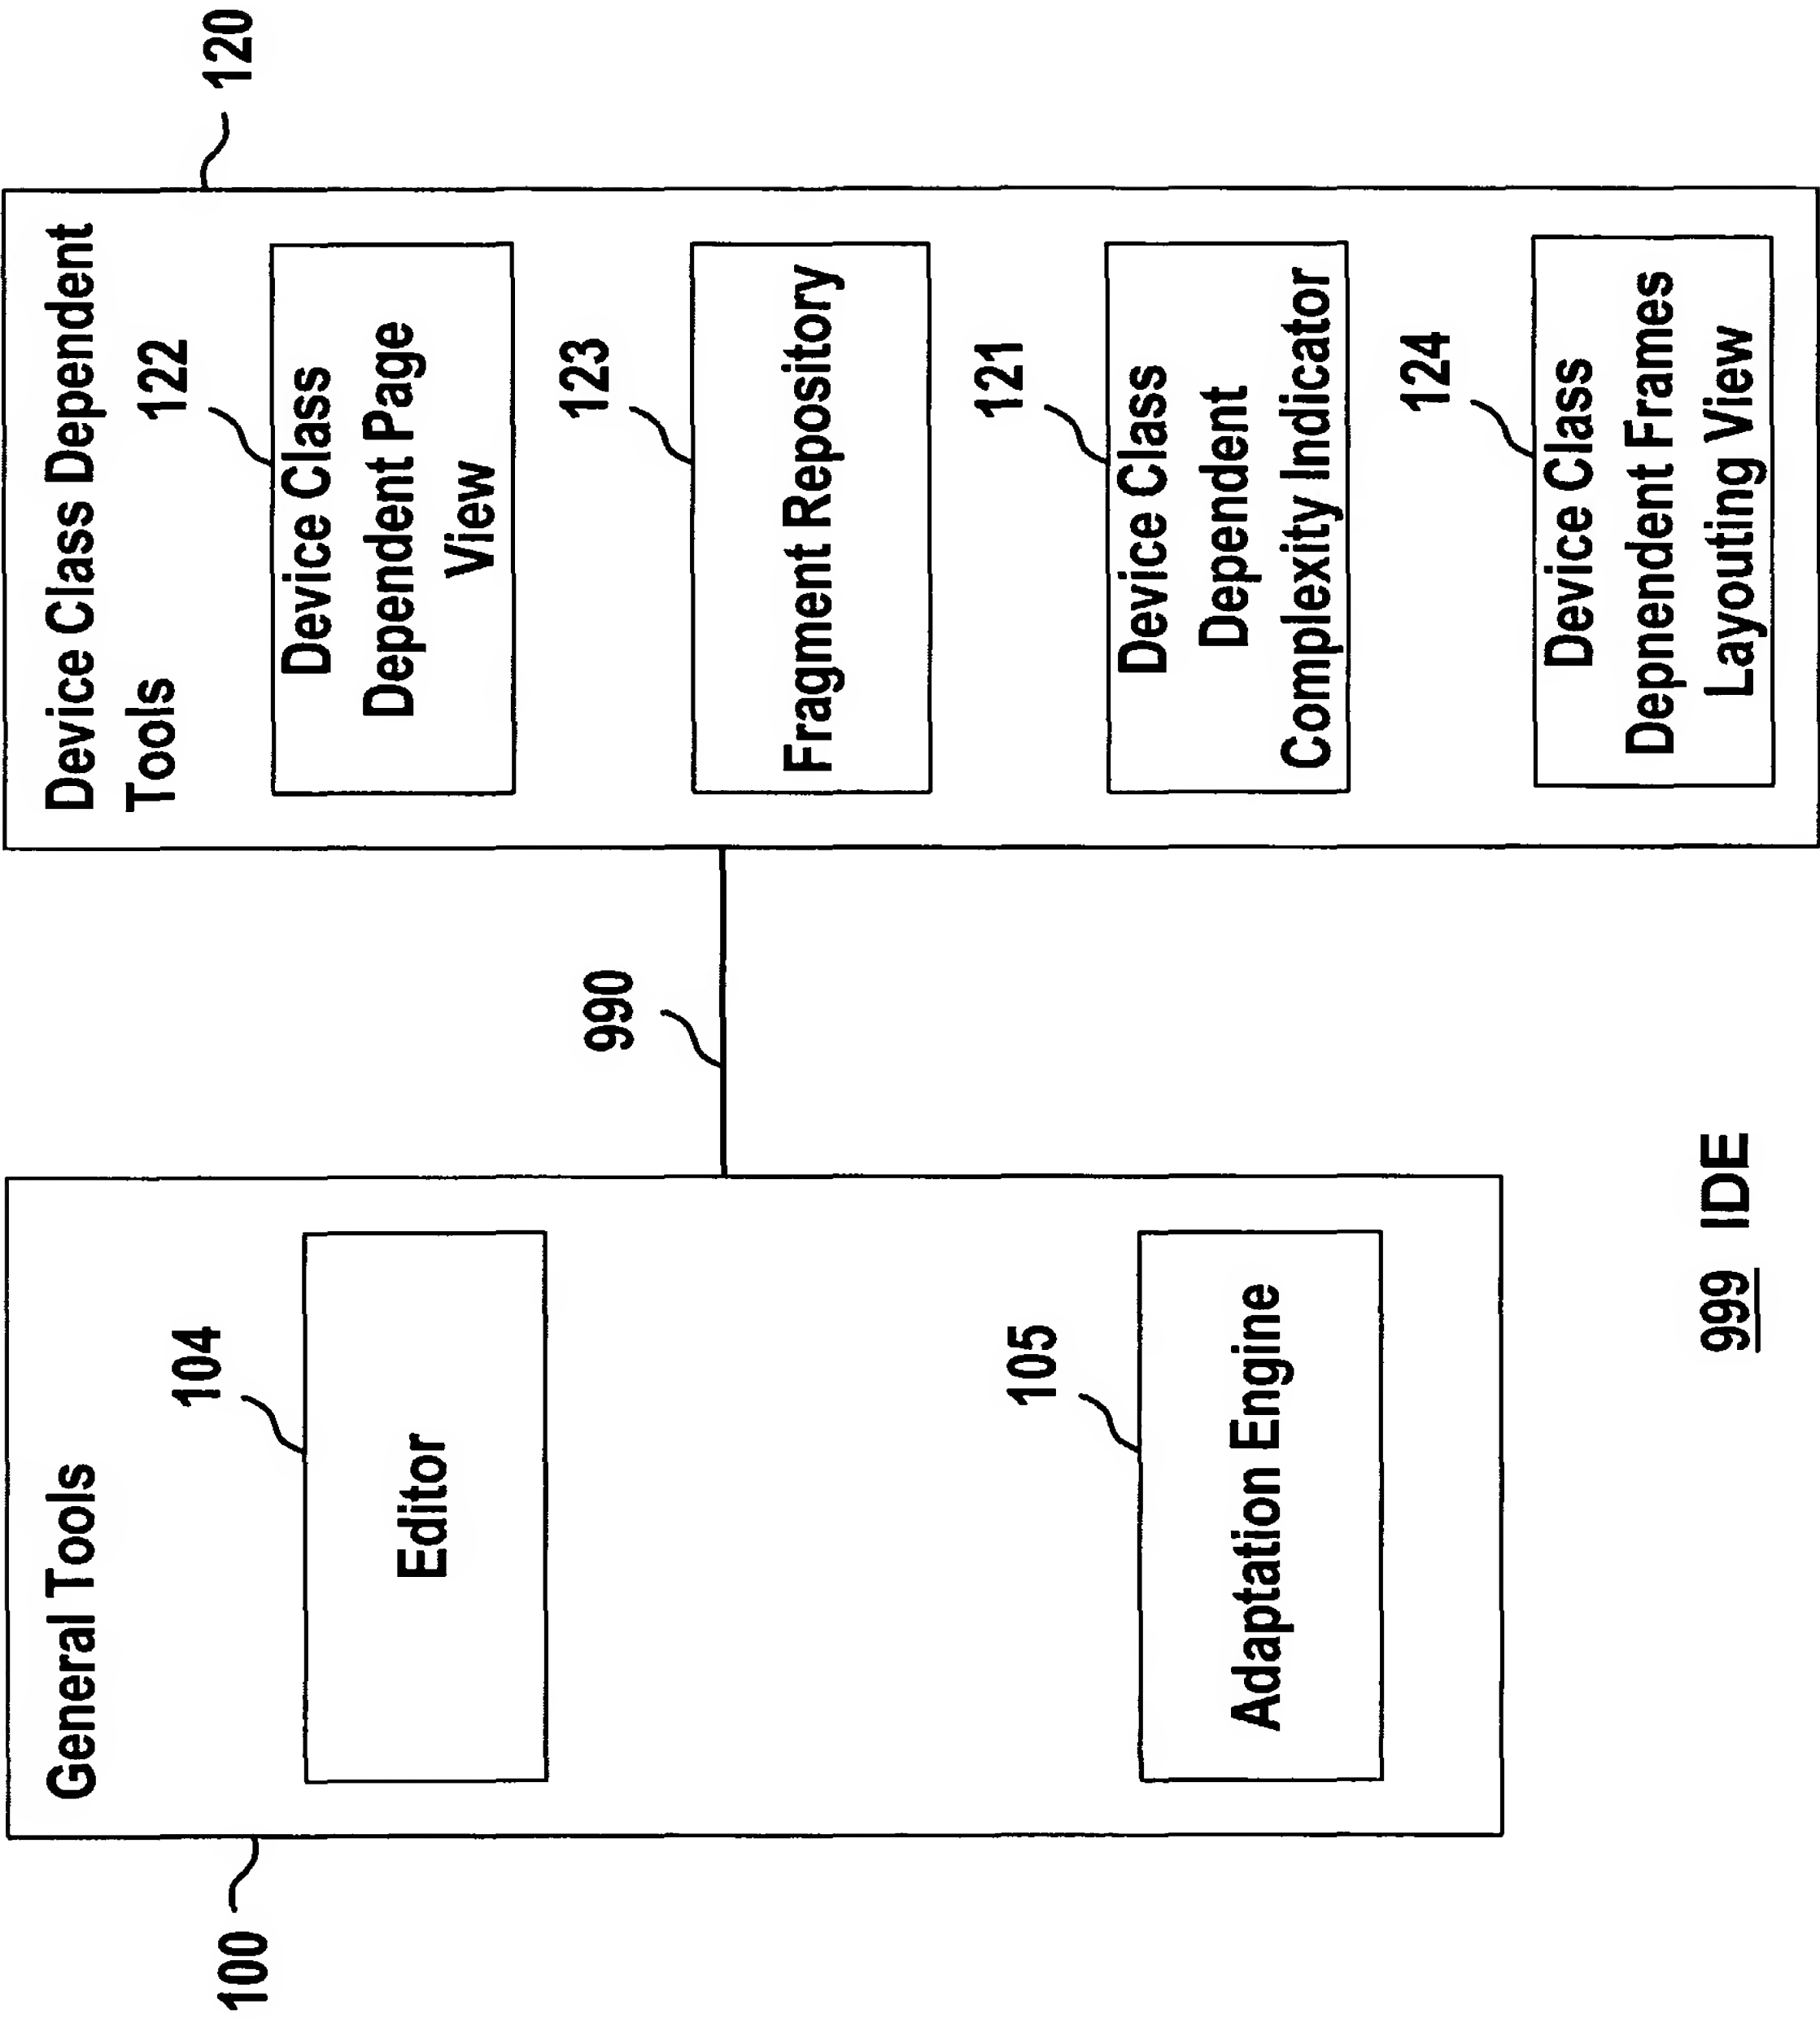 100
General Tools
104
Editor
105
Adaptation Engine
990
120
Device Class Dependent
Tools
122
Device Class
Dependent Page
View
123
Fragment Repository
121
Device Class
Dependent
Complexity Indicator
124
Device Class
Depnendent Frames
Layouting View
999 IDE